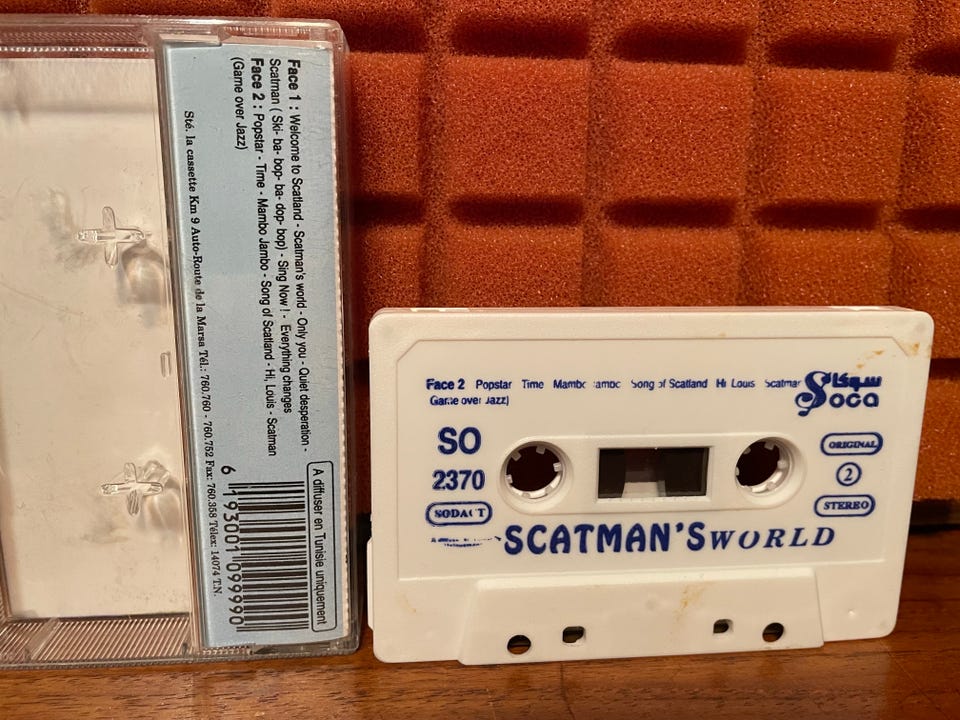 Face 1 : Welcome to Scatland - Scatman's world - Only you - Quiet desperation -
Scatman ( Ski- ba- bop- ba- dop- bop) - Sing Now ! - Everything changes
Face 2 : Popstar - Time - Mambo Jambo - Song of Scatland - Hi, Louis - Scatman
(Game over Jazz)
Sté. la cassette Km 9 Auto-Route de la Marsa Tél.: 760.760 - 760.752 Fax: 760.358 Télex: 14074 T.N.
A diffuser en Tunisie uniquement
6 193001 099990
Face 2 Popstar Time Mambo Song of Scatland Hi Louis Scatman
Game over Jazz)
سوكا
Soca
SO
2370
SODACT
ORIGINAL
2
STEREO
SCATMAN'S WORLD